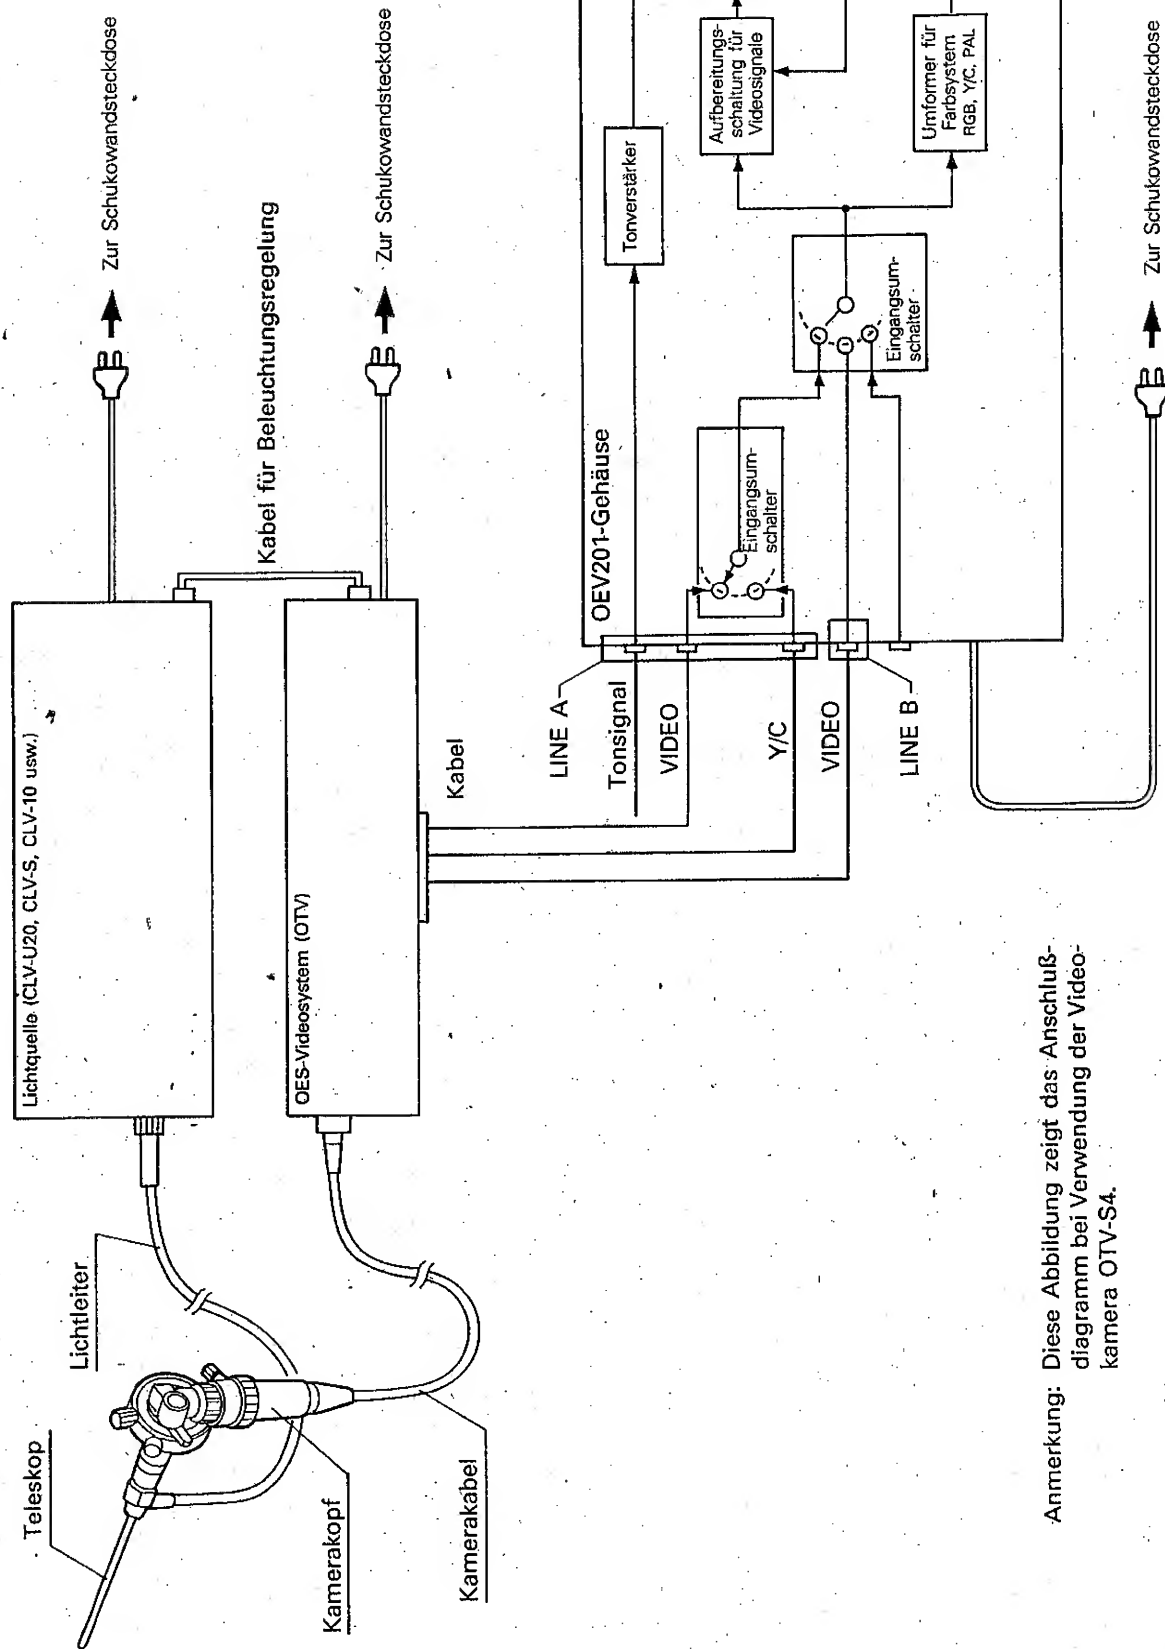 Teleskop
Lichtleiter
Kamerakopf
Kamerakabel
Lichtquelle (CLV-U20, CLV-S, CLV-10 usw.)
OES-Videosystem (OTV)
Zur Schukowandsteckdose
Kabel für Beleuchtungsregelung
Zur Schukowandsteckdose
Kabel
LINE A
Tonsignal
VIDEO
Y/C
VIDEO
LINE B
OEV201-Gehäuse
Eingangsum-
schalter
Eingangsum-
schalter
Tonverstärker
Aufbereitungs-
schaltung für
Videosignale
Umformer für
Farbsystem
RGB, Y/C, PAL
Zur Schukowandsteckdose
Anmerkung: Diese Abbildung zeigt das Anschluß-
diagramm bei Verwendung der Video-
kamera OTV-S4.